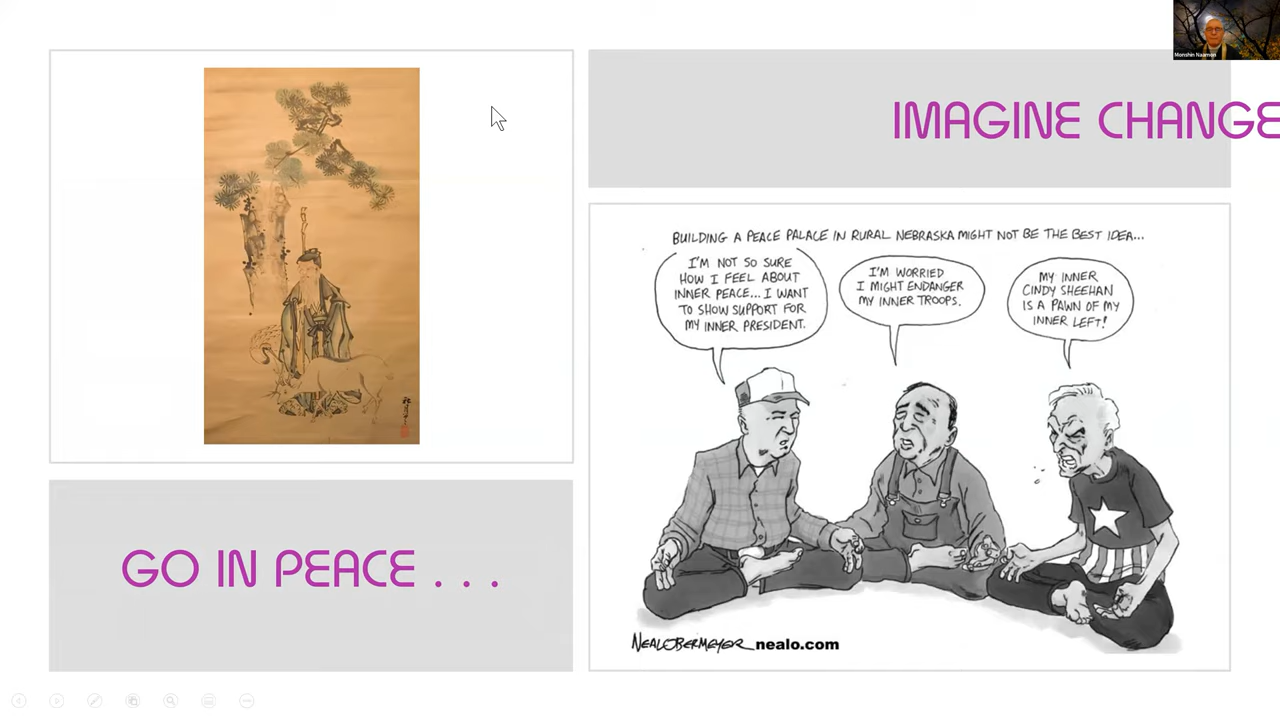 Monshin Naamon
IMAGINE CHANGE
BUILDING A PEACE PALACE IN RURAL NEBRASKA MIGHT NOT BE THE BEST IDEA...
I'M NOT SO SURE
HOW I FEEL ABOUT
INNER PEACE... I WANT
TO SHOW SUPPORT FOR
MY INNER PRESIDENT.
I'M WORRIED
I MIGHT ENDANGER
MY INNER TROOPS.
MY INNER
CINDY SHEEHAN
IS A PAWN OF MY
INNER LEFT!
GO IN PEACE . . .
NEALOBERMEYER nealo.com